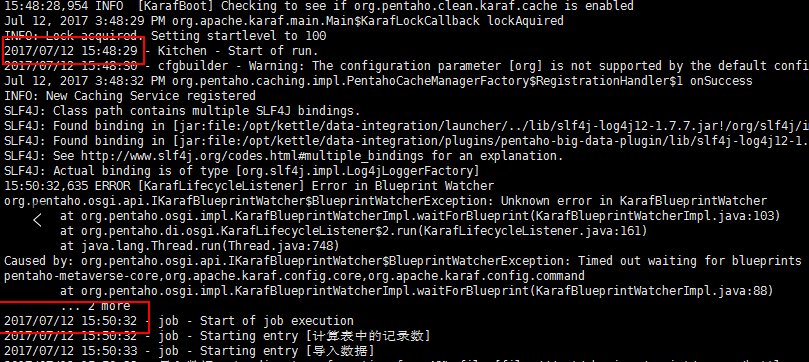 15:48:28,954 INFO  [KarafBoot] Checking to see if org.pentaho.clean.karaf.cache is enabled
Jul 12, 2017 3:48:29 PM org.apache.karaf.main.Main$KarafLockCallback lockAquired
INFO: Lock acquired. Setting startlevel to 100
2017/07/12 15:48:29 - Kitchen - Start of run.
2017/07/12 15:48:30 - cfgbuilder - Warning: The configuration parameter [org] is not supported by the default confi
Jul 12, 2017 3:48:32 PM org.pentaho.caching.impl.PentahoCacheManagerFactory$RegistrationHandler$1 onSuccess
INFO: New Caching Service registered
SLF4J: Class path contains multiple SLF4J bindings.
SLF4J: Found binding in [jar:file:/opt/kettle/data-integration/launcher/../lib/slf4j-log4j12-1.7.7.jar!/org/slf4j/i
SLF4J: Found binding in [jar:file:/opt/kettle/data-integration/plugins/pentaho-big-data-plugin/lib/slf4j-log4j12-1.
SLF4J: See http://www.slf4j.org/codes.html#multiple_bindings for an explanation.
SLF4J: Actual binding is of type [org.slf4j.impl.Log4jLoggerFactory]
15:50:32,635 ERROR [KarafLifecycleListener] Error in Blueprint Watcher
org.pentaho.osgi.api.IKarafBlueprintWatcher$BlueprintWatcherException: Unknown error in KarafBlueprintWatcher
at org.pentaho.osgi.impl.KarafBlueprintWatcherImpl.waitForBlueprint(KarafBlueprintWatcherImpl.java:103)
at org.pentaho.di.osgi.KarafLifecycleListener$2.run(KarafLifecycleListener.java:161)
at java.lang.Thread.run(Thread.java:748)
Caused by: org.pentaho.osgi.api.IKarafBlueprintWatcher$BlueprintWatcherException: Timed out waiting for blueprints
pentaho-metaverse-core,org.apache.karaf.config.core,org.apache.karaf.config.command
at org.pentaho.osgi.impl.KarafBlueprintWatcherImpl.waitForBlueprint(KarafBlueprintWatcherImpl.java:88)
... 2 more
2017/07/12 15:50:32 - job - Start of job execution
2017/07/12 15:50:32 - job - Starting entry [计算表中的记录数]
2017/07/12 15:50:33 - job - Starting entry [导入数据]